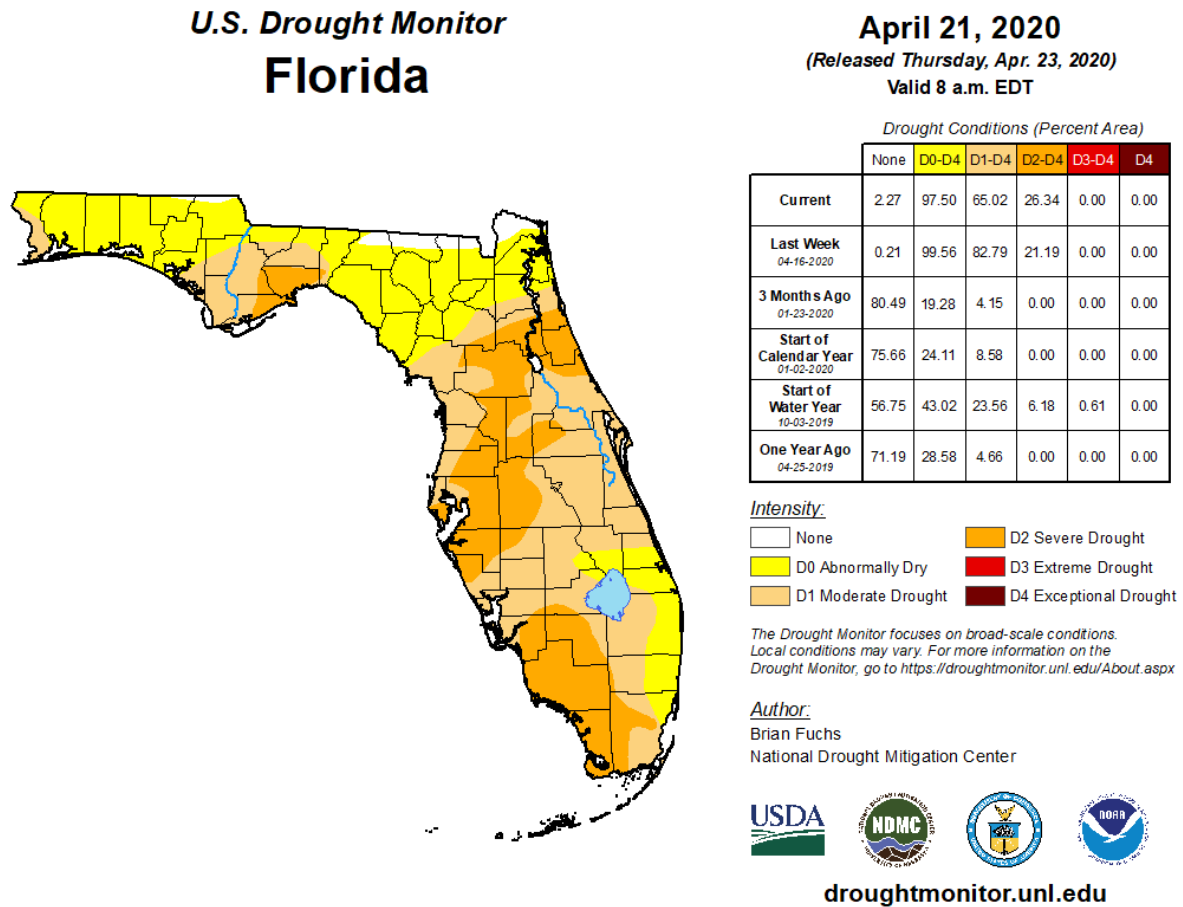 U.S. Drought Monitor
Florida
April 21, 2020
(Released Thursday, Apr. 23, 2020)
Valid 8 a.m. EDT
Drought Conditions (Percent Area)
None D0-D4 D1-D4 D2-D4 D3-D4 D4
Current 2.27 97.50 65.02 26.34 0.00 0.00
Last Week
04-16-2020
0.21 99.56 82.79 21.19 0.00 0.00
3 Months Ago
01-23-2020
80.49 19.28 4.15 0.00 0.00 0.00
Start of
Calendar Year
01-02-2020
75.66 24.11 8.58 0.00 0.00 0.00
Start of
Water Year
10-03-2019
56.75 43.02 23.56 6.18 0.61 0.00
One Year Ago
04-25-2019
71.19 28.58 4.66 0.00 0.00 0.00
Intensity:
None
D0 Abnormally Dry
D1 Moderate Drought
D2 Severe Drought
D3 Extreme Drought
D4 Exceptional Drought
The Drought Monitor focuses on broad-scale conditions.
Local conditions may vary. For more information on the
Drought Monitor, go to https://droughtmonitor.unl.edu/About.aspx
Author:
Brian Fuchs
National Drought Mitigation Center
USDA
NDMC
NOAA
droughtmonitor.unl.edu